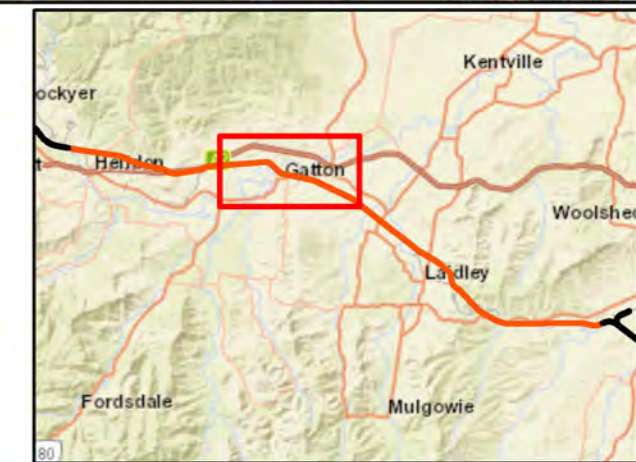 Kentville
ockyer
t
Helidon
Gatton
Woolshed
Laidley
Fordsdale
Mulgowie
80